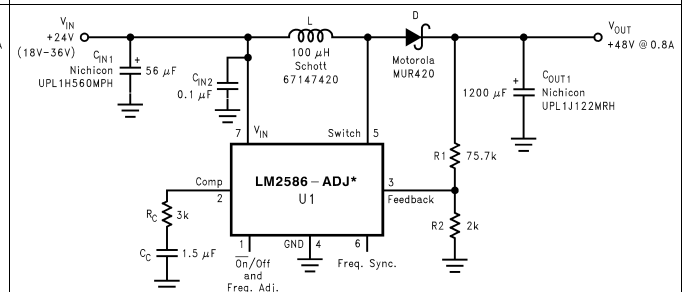 V_IN
+24V
(18V–36V)
A
C_IN1
Nichicon
UPL1H560MPH
+
56 µF
C_IN2
0.1 µF
L
100 µH
Schott
67147420
D
Motorola
MUR420
V_OUT
+48V @ 0.8A
1200 µF
+
C_OUT1
Nichicon
UPL1J122MRH
7 V_IN
Switch 5
R1 75.7k
LM2586 – ADJ*
U1
Comp
2
3
Feedback
R_C 3k
R2 2k
C_C 1.5 µF
1 GND 4 6
On/Off
and
Freq. Adj.
Freq. Sync.